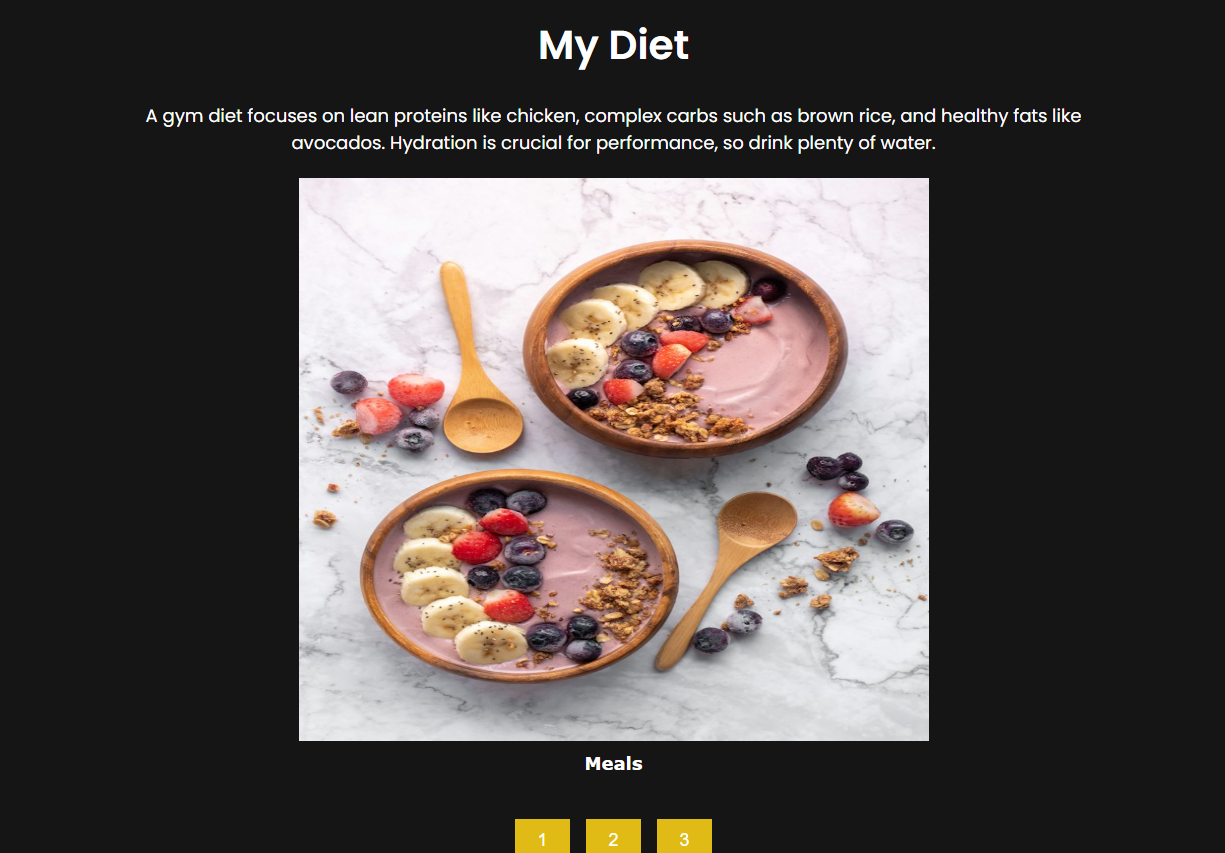 My Diet
A gym diet focuses on lean proteins like chicken, complex carbs such as brown rice, and healthy fats like
avocados. Hydration is crucial for performance, so drink plenty of water.
Meals
1 2 3